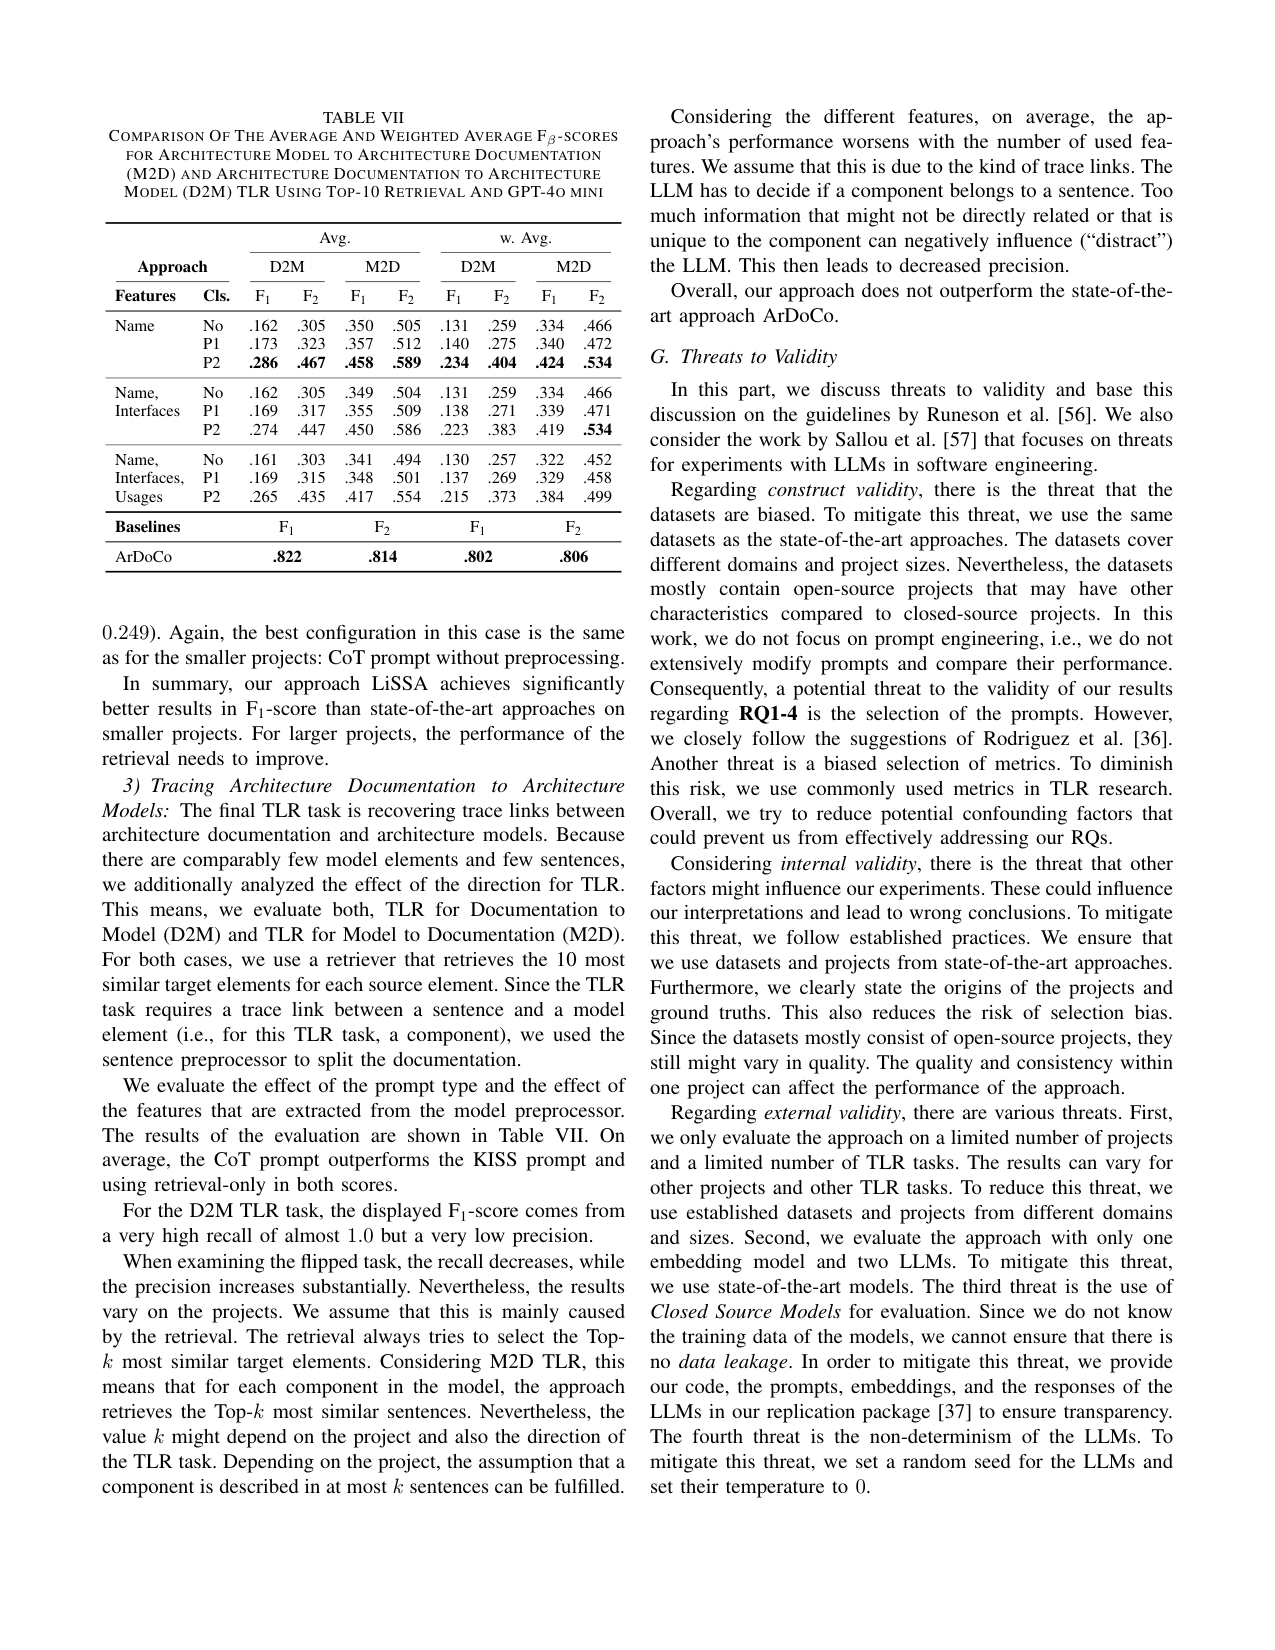 TABLE VII
COMPARISON OF THE AVERAGE AND WEIGHTED AVERAGE Fβ-SCORES
FOR ARCHITECTURE MODEL TO ARCHITECTURE DOCUMENTATION
(M2D) AND ARCHITECTURE DOCUMENTATION TO ARCHITECTURE
MODEL (D2M) TLR USING TOP-10 RETRIEVAL AND GPT-4O MINI
Avg. w. Avg.
Approach D2M M2D D2M M2D
Features Cls. F1 F2 F1 F2 F1 F2 F1 F2
Name No .162 .305 .350 .505 .131 .259 .334 .466
P1 .173 .323 .357 .512 .140 .275 .340 .472
P2 .286 .467 .458 .589 .234 .404 .424 .534
Name, No .162 .305 .349 .504 .131 .259 .334 .466
Interfaces P1 .169 .317 .355 .509 .138 .271 .339 .471
P2 .274 .447 .450 .586 .223 .383 .419 .534
Name, No .161 .303 .341 .494 .130 .257 .322 .452
Interfaces, P1 .169 .315 .348 .501 .137 .269 .329 .458
Usages P2 .265 .435 .417 .554 .215 .373 .384 .499
Baselines F1 F2 F1 F2
ArDoCo .822 .814 .802 .806
0.249). Again, the best configuration in this case is the same
as for the smaller projects: CoT prompt without preprocessing.
In summary, our approach LiSSA achieves significantly
better results in F1-score than state-of-the-art approaches on
smaller projects. For larger projects, the performance of the
retrieval needs to improve.
3) Tracing Architecture Documentation to Architecture
Models: The final TLR task is recovering trace links between
architecture documentation and architecture models. Because
there are comparably few model elements and few sentences,
we additionally analyzed the effect of the direction for TLR.
This means, we evaluate both, TLR for Documentation to
Model (D2M) and TLR for Model to Documentation (M2D).
For both cases, we use a retriever that retrieves the 10 most
similar target elements for each source element. Since the TLR
task requires a trace link between a sentence and a model
element (i.e., for this TLR task, a component), we used the
sentence preprocessor to split the documentation.
We evaluate the effect of the prompt type and the effect of
the features that are extracted from the model preprocessor.
The results of the evaluation are shown in Table VII. On
average, the CoT prompt outperforms the KISS prompt and
using retrieval-only in both scores.
For the D2M TLR task, the displayed F1-score comes from
a very high recall of almost 1.0 but a very low precision.
When examining the flipped task, the recall decreases, while
the precision increases substantially. Nevertheless, the results
vary on the projects. We assume that this is mainly caused
by the retrieval. The retrieval always tries to select the Top-
k most similar target elements. Considering M2D TLR, this
means that for each component in the model, the approach
retrieves the Top-k most similar sentences. Nevertheless, the
value k might depend on the project and also the direction of
the TLR task. Depending on the project, the assumption that a
component is described in at most k sentences can be fulfilled.
Considering the different features, on average, the ap-
proach's performance worsens with the number of used fea-
tures. We assume that this is due to the kind of trace links. The
LLM has to decide if a component belongs to a sentence. Too
much information that might not be directly related or that is
unique to the component can negatively influence (“distract”)
the LLM. This then leads to decreased precision.
Overall, our approach does not outperform the state-of-the-
art approach ArDoCo.
G. Threats to Validity
In this part, we discuss threats to validity and base this
discussion on the guidelines by Runeson et al. [56]. We also
consider the work by Sallou et al. [57] that focuses on threats
for experiments with LLMs in software engineering.
Regarding construct validity, there is the threat that the
datasets are biased. To mitigate this threat, we use the same
datasets as the state-of-the-art approaches. The datasets cover
different domains and project sizes. Nevertheless, the datasets
mostly contain open-source projects that may have other
characteristics compared to closed-source projects. In this
work, we do not focus on prompt engineering, i.e., we do not
extensively modify prompts and compare their performance.
Consequently, a potential threat to the validity of our results
regarding RQ1-4 is the selection of the prompts. However,
we closely follow the suggestions of Rodriguez et al. [36].
Another threat is a biased selection of metrics. To diminish
this risk, we use commonly used metrics in TLR research.
Overall, we try to reduce potential confounding factors that
could prevent us from effectively addressing our RQs.
Considering internal validity, there is the threat that other
factors might influence our experiments. These could influence
our interpretations and lead to wrong conclusions. To mitigate
this threat, we follow established practices. We ensure that
we use datasets and projects from state-of-the-art approaches.
Furthermore, we clearly state the origins of the projects and
ground truths. This also reduces the risk of selection bias.
Since the datasets mostly consist of open-source projects, they
still might vary in quality. The quality and consistency within
one project can affect the performance of the approach.
Regarding external validity, there are various threats. First,
we only evaluate the approach on a limited number of projects
and a limited number of TLR tasks. The results can vary for
other projects and other TLR tasks. To reduce this threat, we
use established datasets and projects from different domains
and sizes. Second, we evaluate the approach with only one
embedding model and two LLMs. To mitigate this threat,
we use state-of-the-art models. The third threat is the use of
Closed Source Models for evaluation. Since we do not know
the training data of the models, we cannot ensure that there is
no data leakage. In order to mitigate this threat, we provide
our code, the prompts, embeddings, and the responses of the
LLMs in our replication package [37] to ensure transparency.
The fourth threat is the non-determinism of the LLMs. To
mitigate this threat, we set a random seed for the LLMs and
set their temperature to 0.